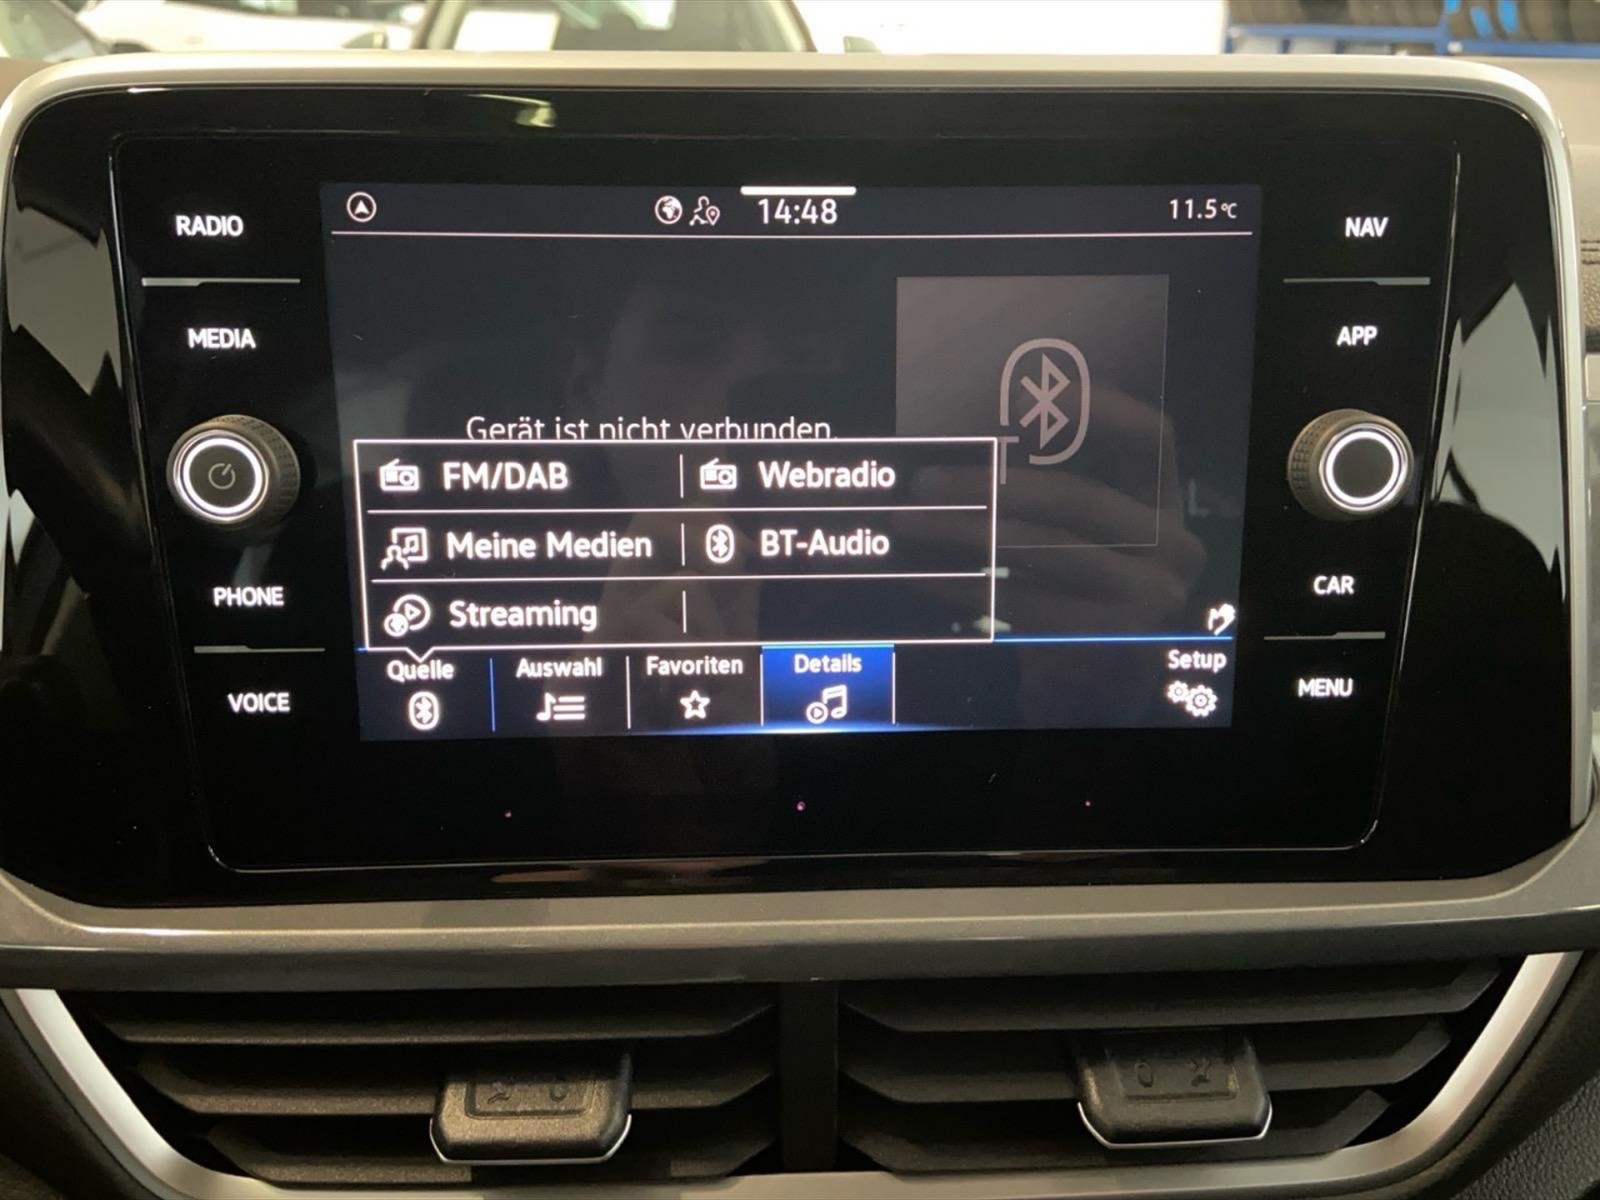 14:48
11.5°C
RADIO
MEDIA
PHONE
VOICE
NAV
APP
CAR
MENU
Gerät ist nicht verbunden.
FM/DAB
Webradio
Meine Medien
BT-Audio
Streaming
Quelle
Auswahl
Favoriten
Details
Setup